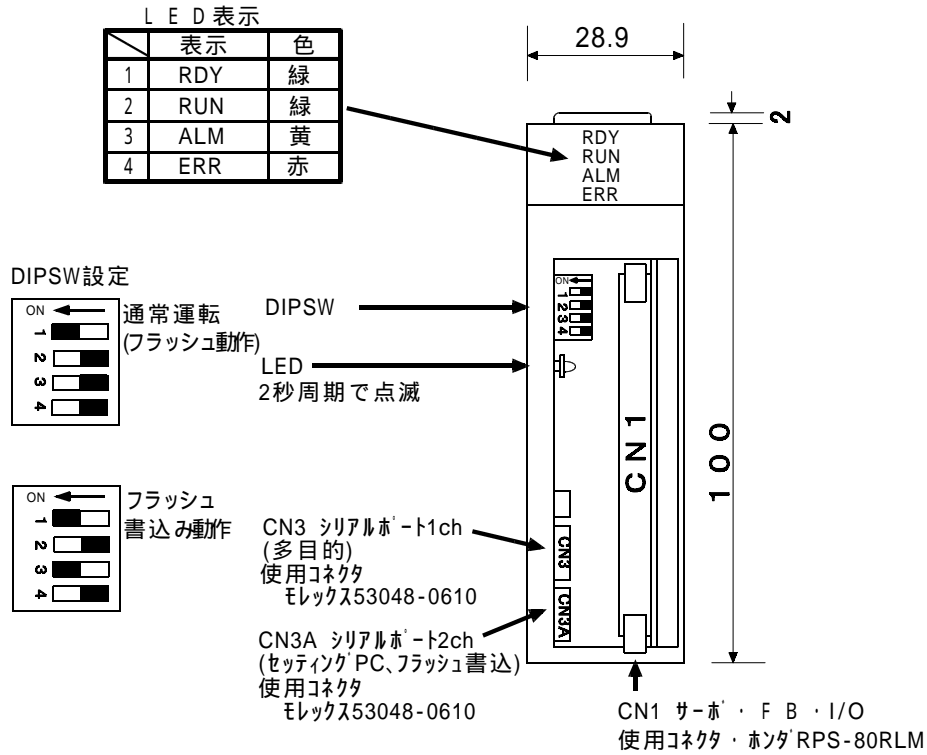 ＬＥＤ表示
表示 色
1 RDY 緑
2 RUN 緑
3 ALM 黄
4 ERR 赤
28.9
2
RDY
RUN
ALM
ERR
DIPSW設定
ON
1
2
3
4
通常運転
(フラッシュ動作)
DIPSW
ON
1
2
3
4
LED
2秒周期で点滅
CN1
100
ON
1
2
3
4
フラッシュ
書込み動作
CN3 ｼﾘｱﾙﾎﾟｰﾄ1ch
(多目的)
使用ｺﾈｸﾀ
ﾓﾚｯｸｽ53048-0610
CN3
CN3A
CN3A ｼﾘｱﾙﾎﾟｰﾄ2ch
(ｾｯﾃｨﾝｸﾞPC､ﾌﾗｯｼｭ書込)
使用ｺﾈｸﾀ
ﾓﾚｯｸｽ53048-0610
CN1 ｻｰﾎﾞ・ＦＢ・I/O
使用ｺﾈｸﾀ・ﾎﾝﾀﾞRPS-80RLM